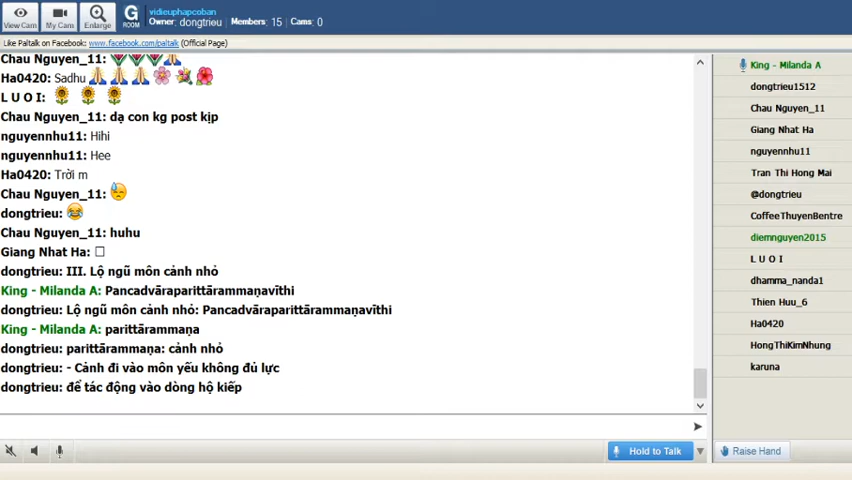 vidieuphapcoban
Owner: dongtrieu Members: 15 Cams: 0
View Cam My Cam Enlarge G ROOM
Like Paltalk on Facebook: www.facebook.com/paltalk (Official Page)
Chau Nguyen_11:
Ha0420: Sadhu
L U O I:
Chau Nguyen_11: dạ con kg post kịp
nguyennhu11: Hihi
nguyennhu11: Hee
Ha0420: Trời m
Chau Nguyen_11:
dongtrieu:
Chau Nguyen_11: huhu
Giang Nhat Ha:
dongtrieu: III. Lộ ngũ môn cảnh nhỏ
King - Milanda A: Pancadvāraparittārammaṇavīthi
dongtrieu: Lộ ngũ môn cảnh nhỏ: Pancadvāraparittārammaṇavīthi
King - Milanda A: parittārammaṇa
dongtrieu: parittārammaṇa: cảnh nhỏ
dongtrieu: - Cảnh đi vào môn yếu không đủ lực
dongtrieu: để tác động vào dòng hộ kiếp
King - Milanda A
dongtrieu1512
Chau Nguyen_11
Giang Nhat Ha
nguyennhu11
Tran Thi Hong Mai
@dongtrieu
CoffeeThuyenBentre
diemnguyen2015
L U O I
dhamma_nanda1
Thien Huu_6
Ha0420
HongThiKimNhung
karuna
Hold to Talk
Raise Hand